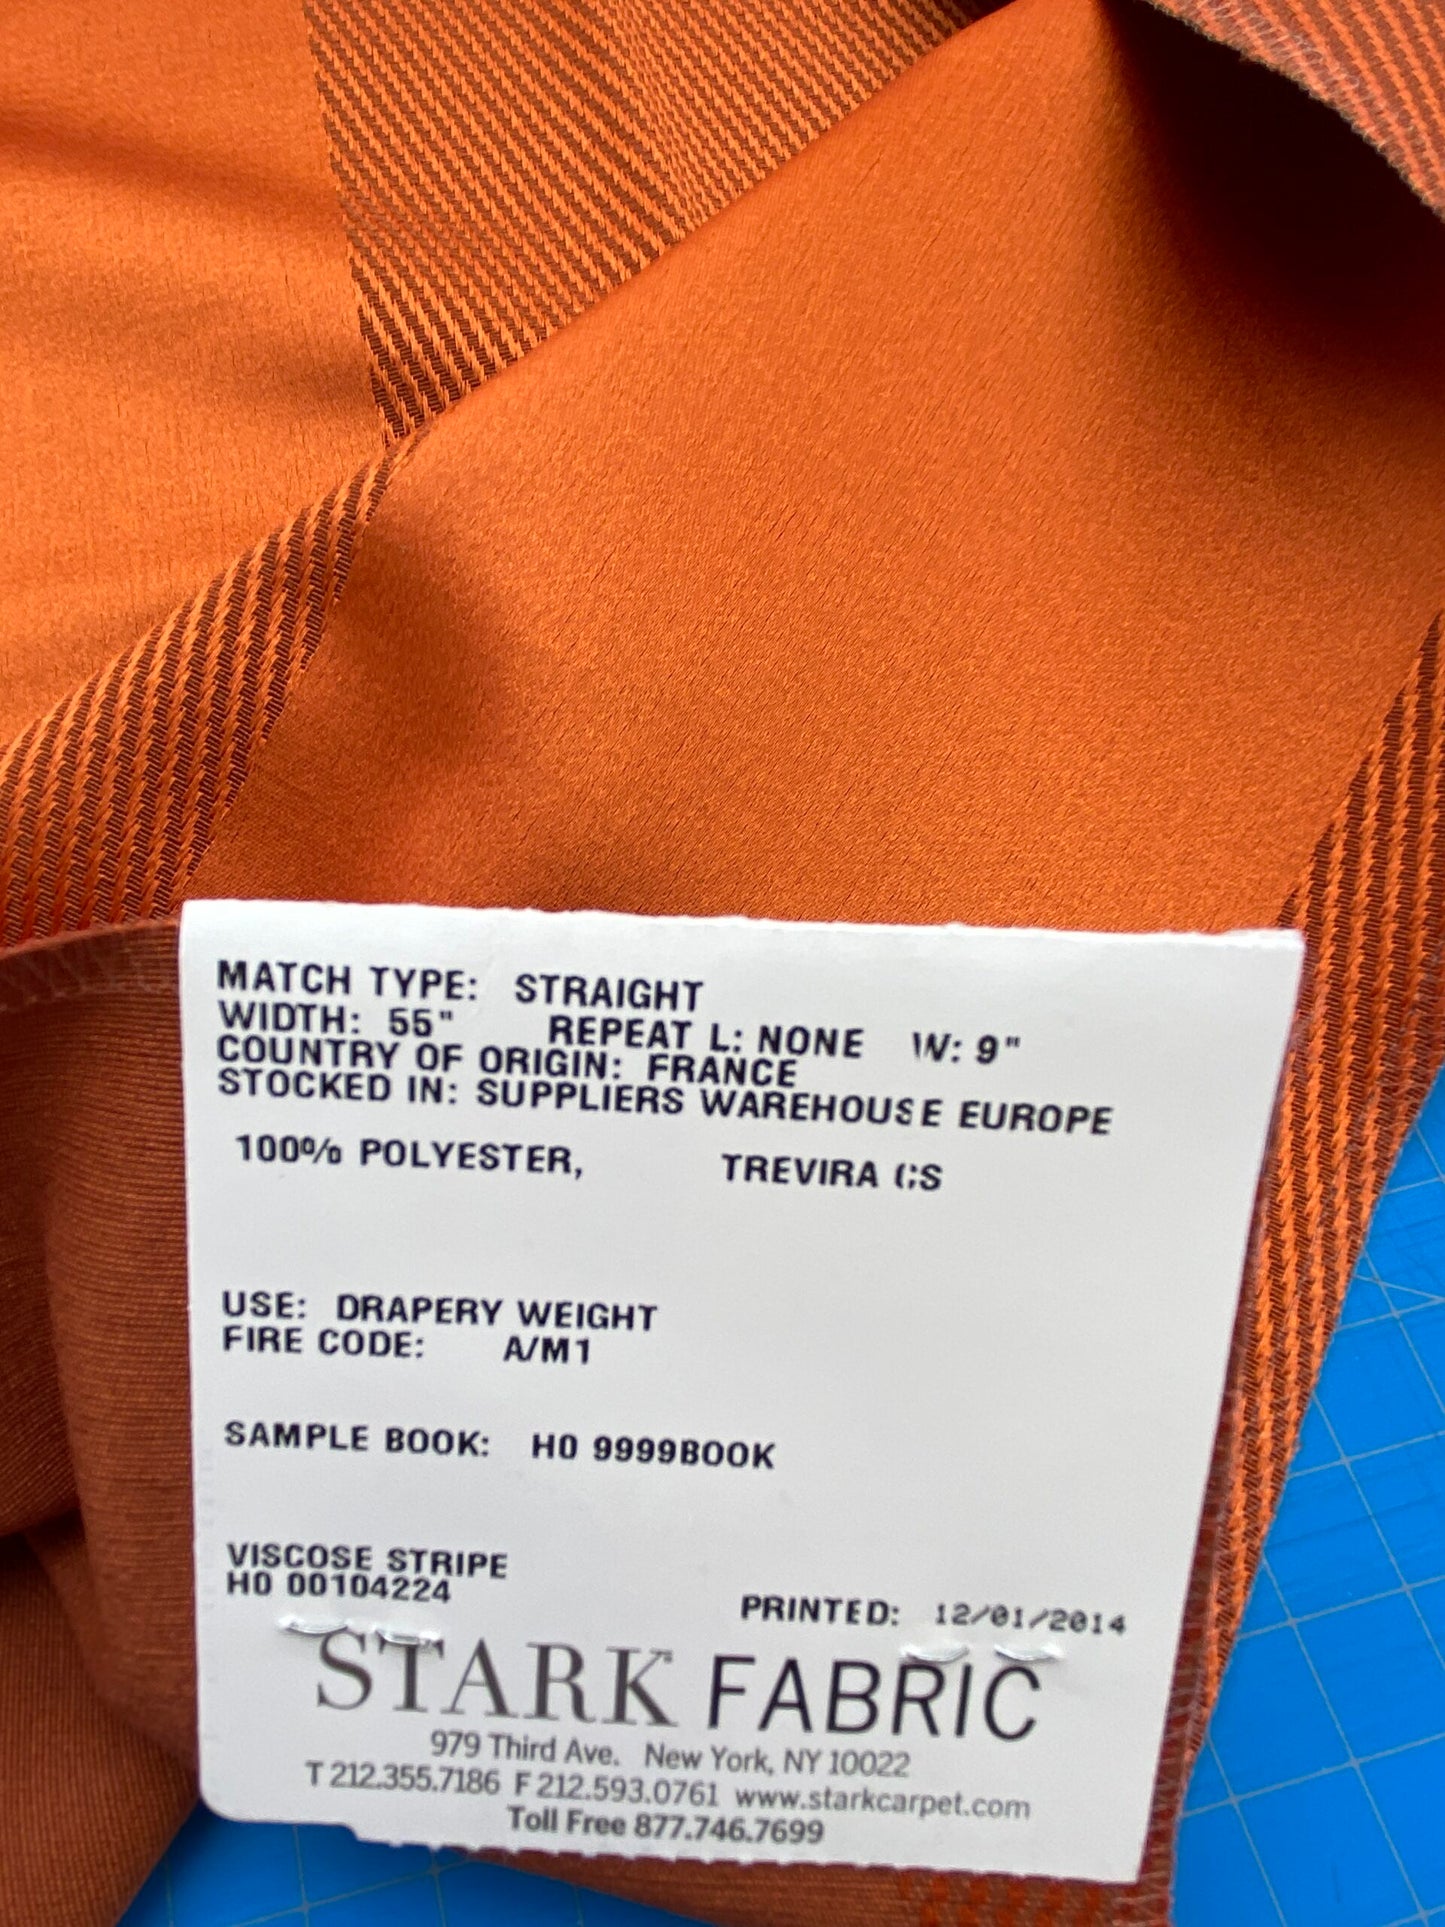 MATCH TYPE: STRAIGHT
WIDTH: 55" REPEAT L: NONE W: 9"
COUNTRY OF ORIGIN: FRANCE
STOCKED IN: SUPPLIERS WAREHOUSE EUROPE
100% POLYESTER, TREVIRA CS
USE: DRAPERY WEIGHT
FIRE CODE: A/M1
SAMPLE BOOK: H0 9999BOOK
VISCOSE STRIPE
H0 00104224
PRINTED: 12/01/2014
STARK FABRIC
979 Third Ave. New York, NY 10022
T 212.355.7186 F 212.593.0761 www.starkcarpet.com
Toll Free 877.746.7699